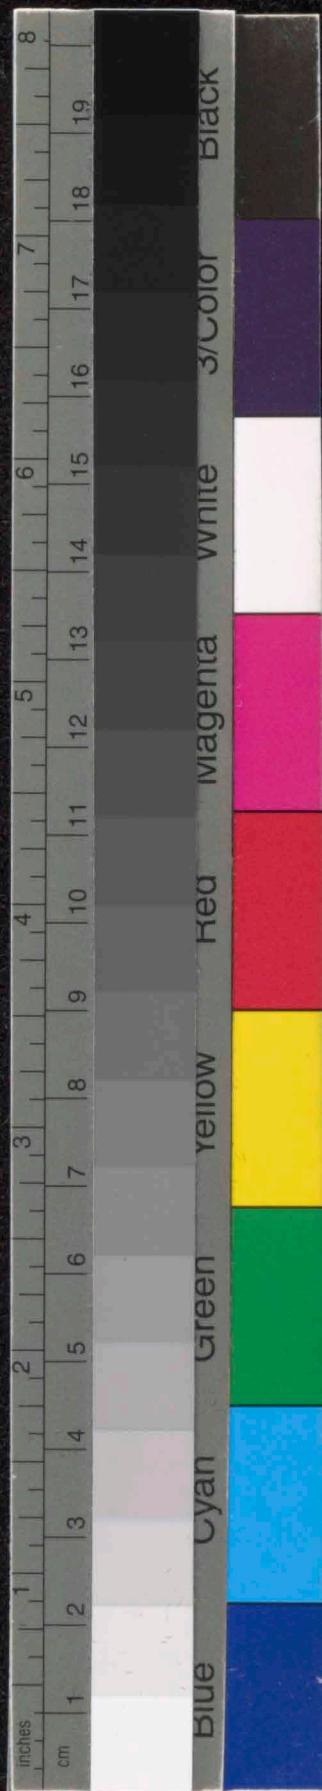 inches 1 2 3 4 5 6 7 8
cm 1 2 3 4 5 6 7 8 9 10 11 12 13 14 15 16 17 18 19
Blue Cyan Green Yellow Red Magenta White 3/Color Black